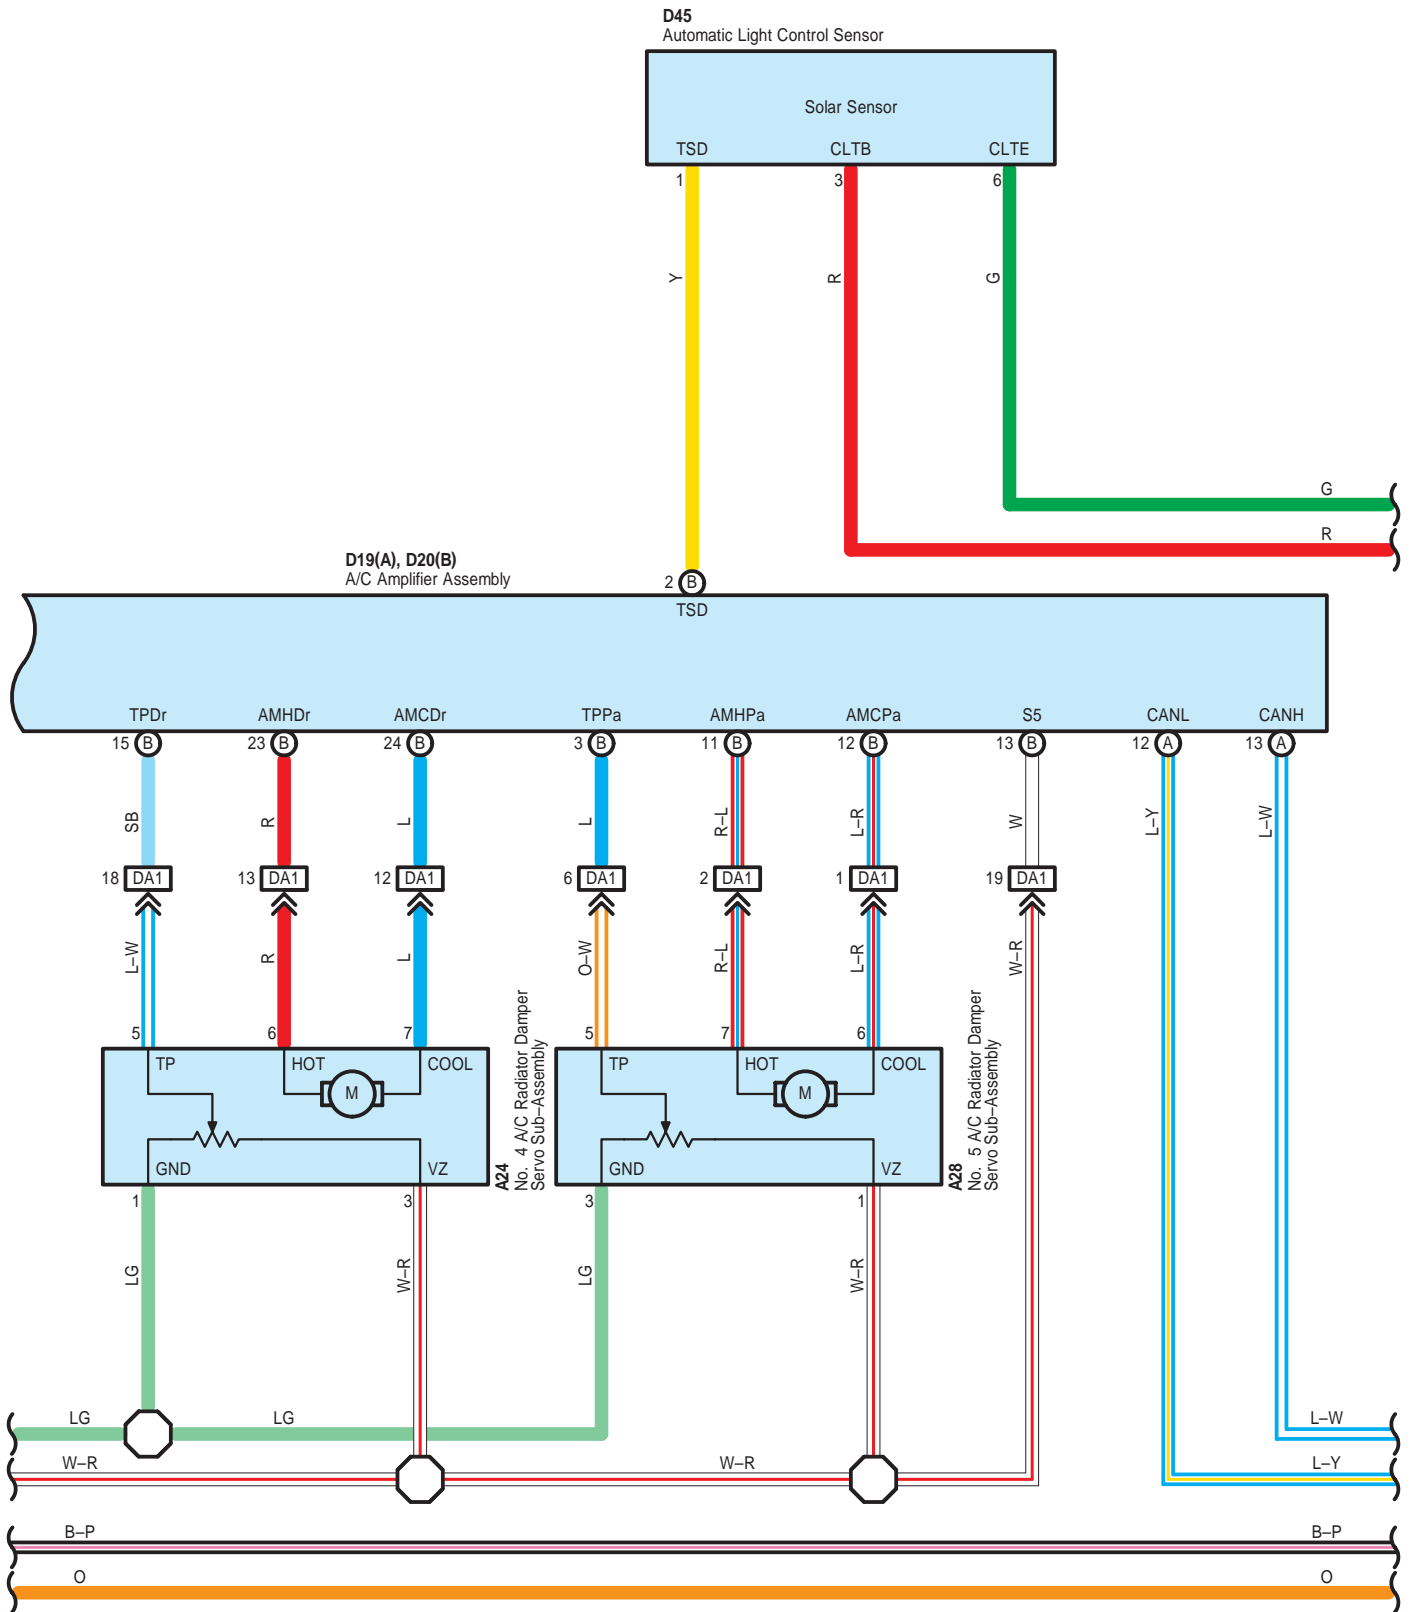 D45
Automatic Light Control Sensor
Solar Sensor
TSD CLTB CLTE
1 3 6
Y R G
G
R
D19(A), D20(B)
A/C Amplifier Assembly
2 B
TSD
TPDr AMHDr AMCDr TPPa AMHPa AMCPa S5 CANL CANH
15 B 23 B 24 B 3 B 11 B 12 B 13 B 12 A 13 A
SB R L L R–L L–R W L–Y L–W
18 DA1 13 DA1 12 DA1 6 DA1 2 DA1 1 DA1 19 DA1
L–W R L O–W R–L L–R W–R
5 6 7 5 7 6
TP HOT COOL TP HOT COOL
M M
GND VZ GND VZ
A24
No. 4 A/C Radiator Damper
Servo Sub–Assembly
A28
No. 5 A/C Radiator Damper
Servo Sub–Assembly
1 3 3 1
LG W–R LG W–R
LG LG L–W
W–R W–R L–Y
B–P B–P
O O